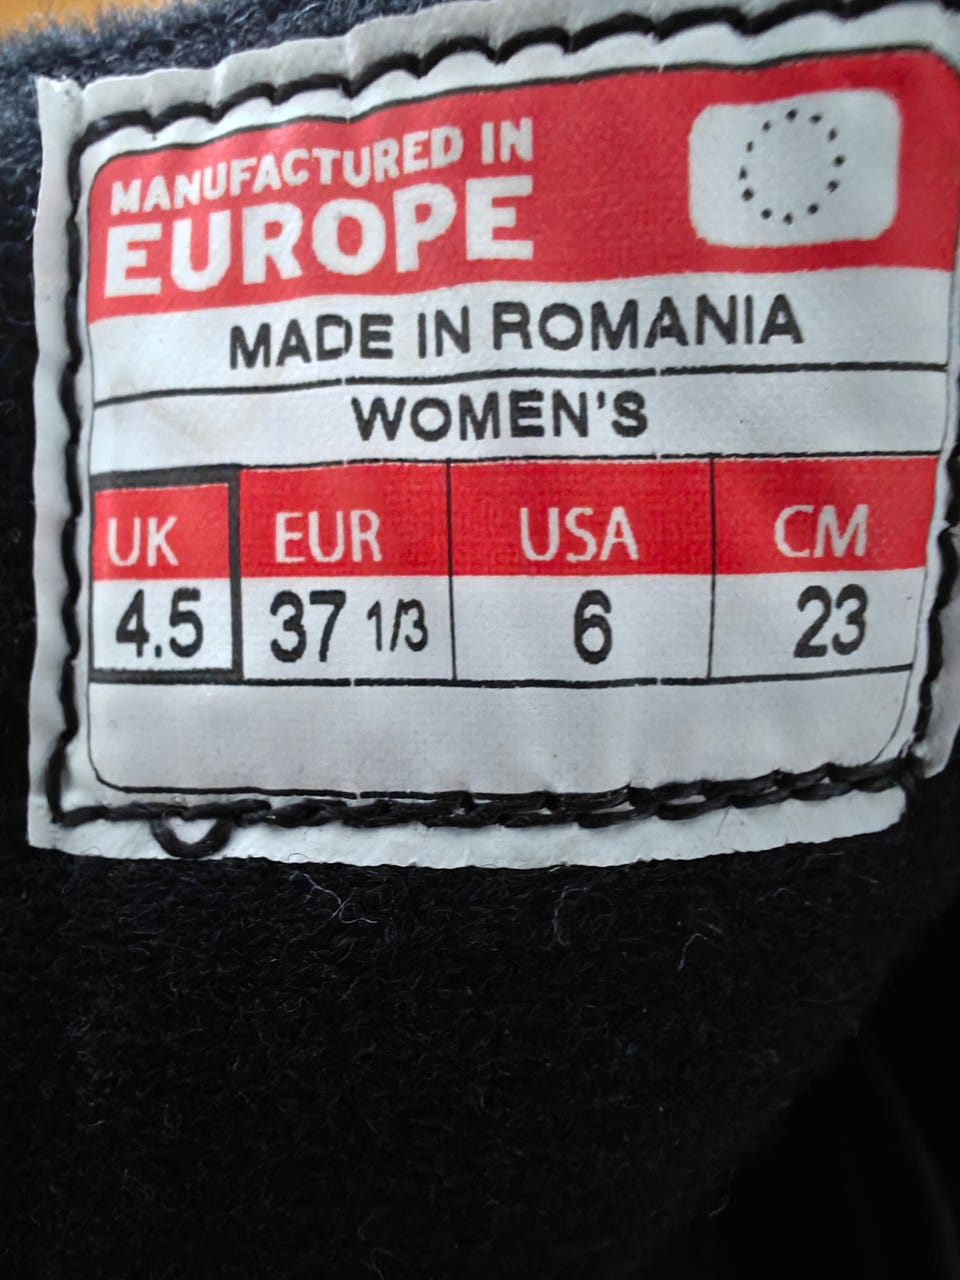 MANUFACTURED IN
EUROPE
MADE IN ROMANIA
WOMEN'S
UK EUR USA CM
4.5 37 1/3 6 23